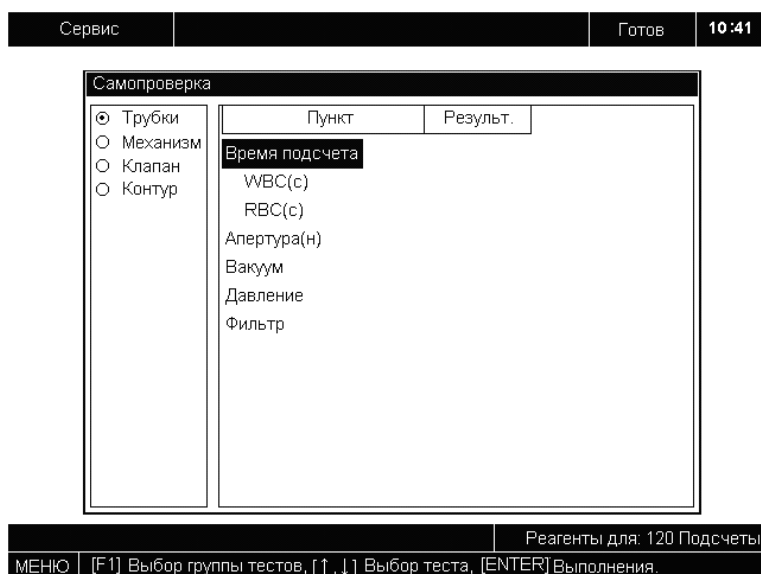 Сервис Готов 10:41
Самопроверка
Трубки
Механизм
Клапан
Контур
Пункт Результ.
Время подсчета
WBC(с)
RBC(с)
Апертура(н)
Вакуум
Давление
Фильтр
Реагенты для: 120 Подсчеты
МЕНЮ [F1] Выбор группы тестов, [↑,↓] Выбор теста, [ENTER] Выполнения.